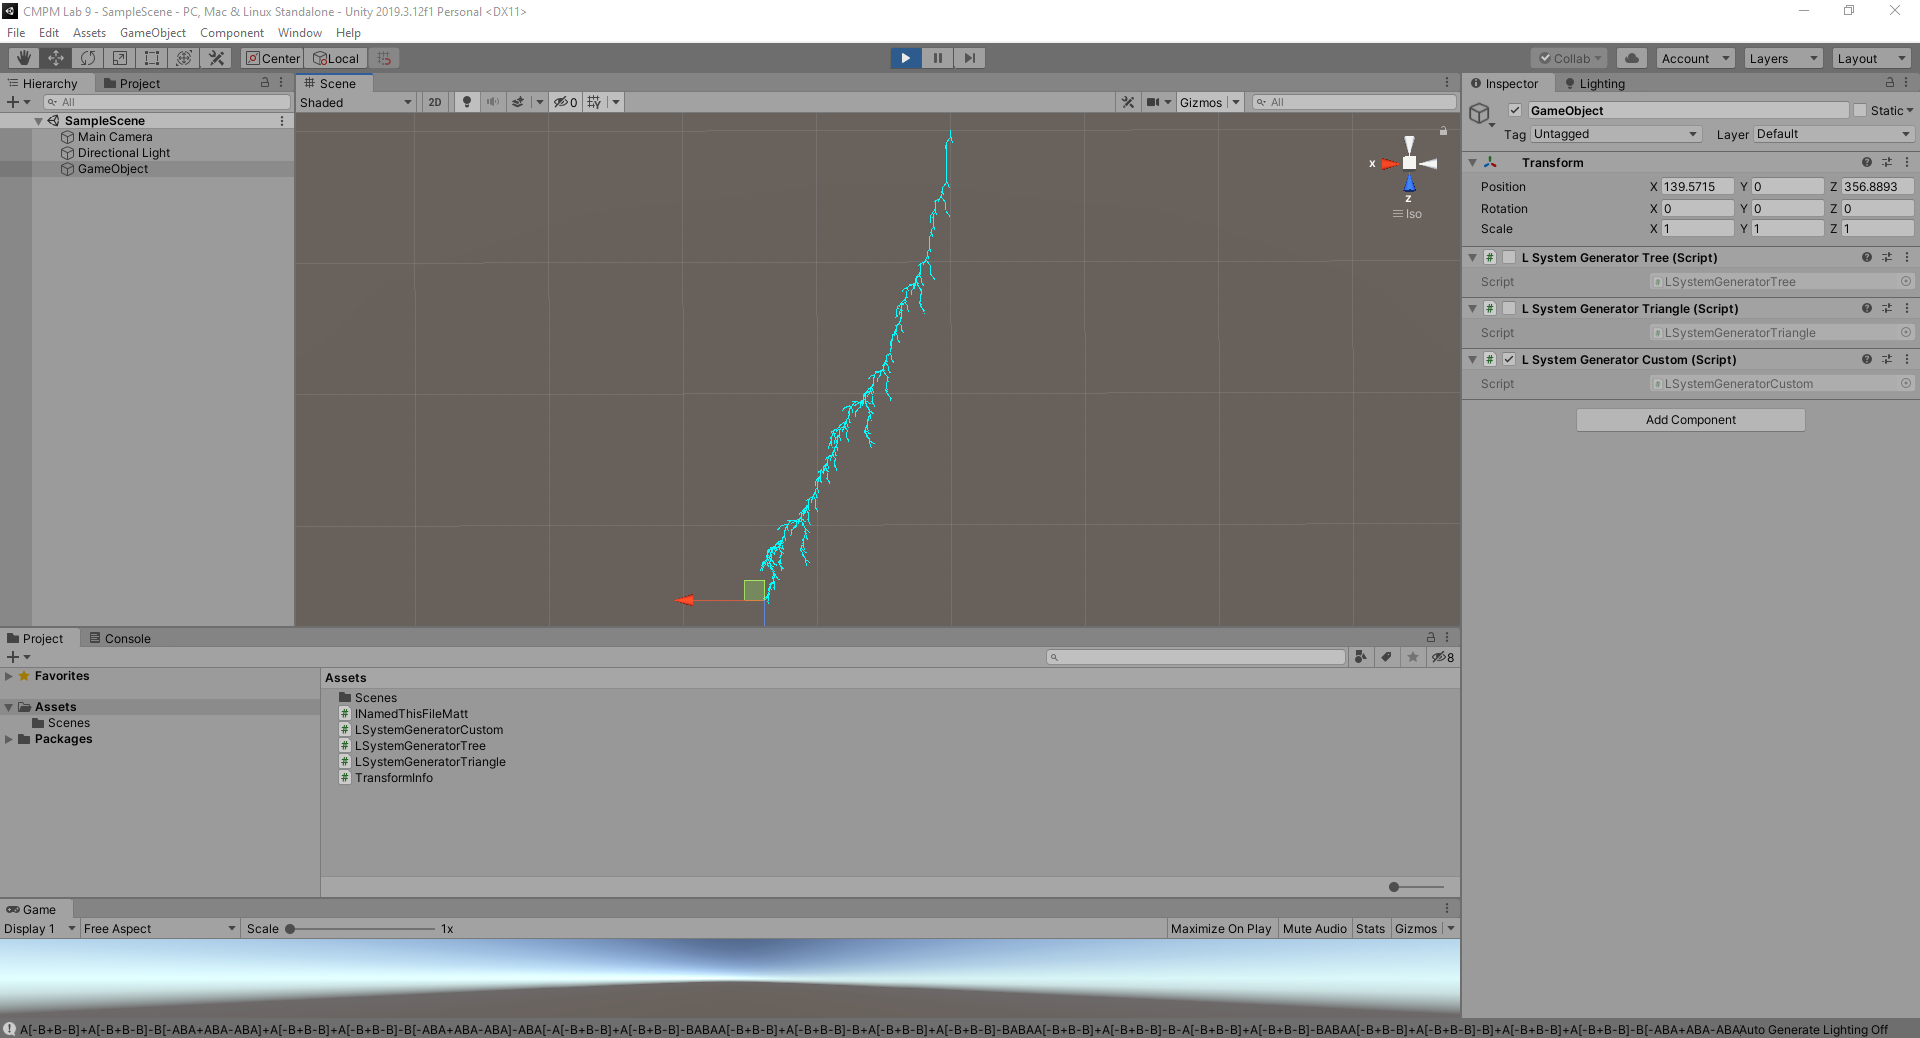 CMPM Lab 9 - SampleScene - PC, Mac & Linux Standalone - Unity 2019.3.12f1 Personal <DX11>
File Edit Assets GameObject Component Window Help
Center Local Collab Account Layers Layout
Hierarchy Project
All
SampleScene
Main Camera
Directional Light
GameObject
Scene
Shaded 2D 0 Gizmos All
x
z
Iso
Inspector Lighting
GameObject Static
Tag Untagged Layer Default
Transform
Position X 139.5715 Y 0 Z 356.8893
Rotation X 0 Y 0 Z 0
Scale X 1 Y 1 Z 1
# L System Generator Tree (Script)
Script LSystemGeneratorTree
# L System Generator Triangle (Script)
Script LSystemGeneratorTriangle
# L System Generator Custom (Script)
Script LSystemGeneratorCustom
Add Component
Project Console
8
Favorites
Assets
Scenes
Packages
Assets
Scenes
# INamedThisFileMatt
# LSystemGeneratorCustom
# LSystemGeneratorTree
# LSystemGeneratorTriangle
# TransformInfo
Game
Display 1 Free Aspect Scale 1x Maximize On Play Mute Audio Stats Gizmos
A[-B+B-B]+A[-B+B-B]-B[-ABA+ABA-ABA]+A[-B+B-B]+A[-B+B-B]-B[-ABA+ABA-ABA]-ABA[-A[-B+B-B]+A[-B+B-B]-BABAA[-B+B-B]+A[-B+B-B]-B+A[-B+B-B]+A[-B+B-B]-BABAA[-B+B-B]+A[-B+B-B]-B-A[-B+B-B]+A[-B+B-B]-BABAA[-B+B-B]+A[-B+B-B]-B]+A[-B+B-B]+A[-B+B-B]-B[-ABA+ABA-ABA Auto Generate Lighting Off